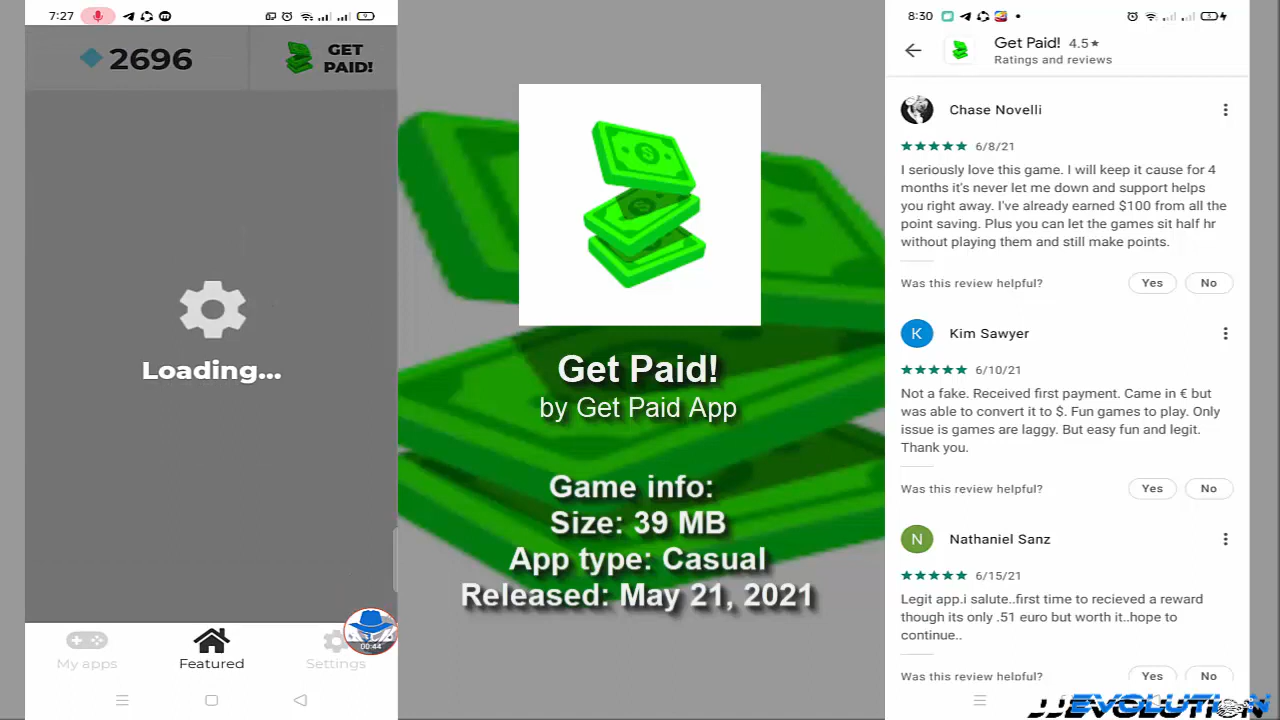 7:27
9
2696
GET
PAID!
Loading...
00:44
My apps
Featured
Settings
Get Paid!
by Get Paid App
Game info:
Size: 39 MB
App type: Casual
Released: May 21, 2021
8:30
5
Get Paid! 4.5★
Ratings and reviews
Chase Novelli
6/8/21
I seriously love this game. I will keep it cause for 4
months it's never let me down and support helps
you right away. I've already earned $100 from all the
point saving. Plus you can let the games sit half hr
without playing them and still make points.
Was this review helpful? Yes No
K Kim Sawyer
6/10/21
Not a fake. Received first payment. Came in € but
was able to convert it to $. Fun games to play. Only
issue is games are laggy. But easy fun and legit.
Thank you.
Was this review helpful? Yes No
N Nathaniel Sanz
6/15/21
Legit app.i salute..first time to recieved a reward
though its only .51 euro but worth it..hope to
continue..
Was this review helpful? Yes No
JJEVOLUTION